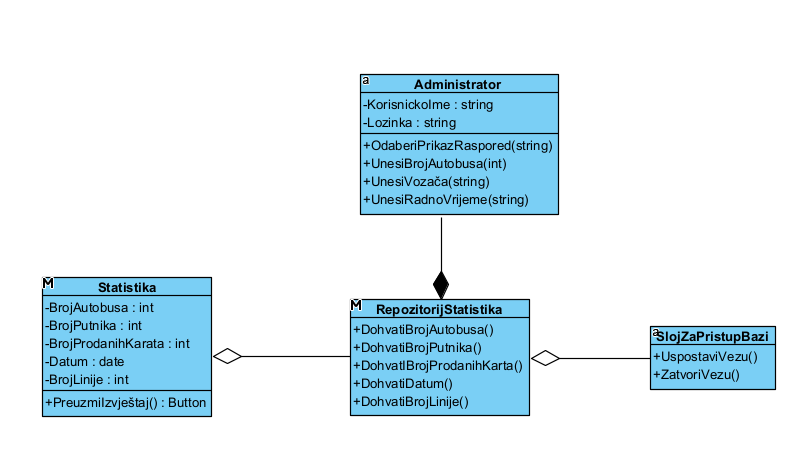 a
Administrator
-KorisnickoIme : string
-Lozinka : string
+OdaberiPrikazRaspored(string)
+UnesiBrojAutobusa(int)
+UnesiVozača(string)
+UnesiRadnoVrijeme(string)
M
Statistika
-BrojAutobusa : int
-BrojPutnika : int
-BrojProdanihKarata : int
-Datum : date
-BrojLinije : int
+PreuzmiIzvještaj() : Button
M
RepozitorijStatistika
+DohvatiBrojAutobusa()
+DohvatiBrojPutnika()
+DohvatIBrojProdanihKarta()
+DohvatiDatum()
+DohvatiBrojLinije()
a
SlojZaPristupBazi
+UspostaviVezu()
+ZatvoriVezu()